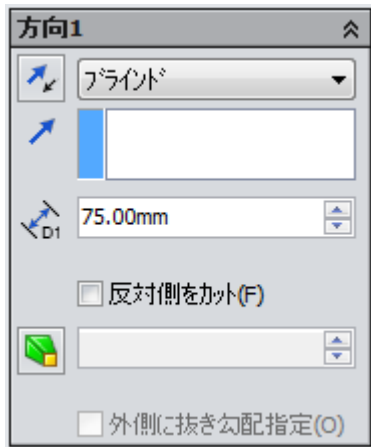 方向1
ﾌﾞﾗｲﾝﾄﾞ
D1
75.00mm
反対側をｶｯﾄ(F)
外側に抜き勾配指定(O)